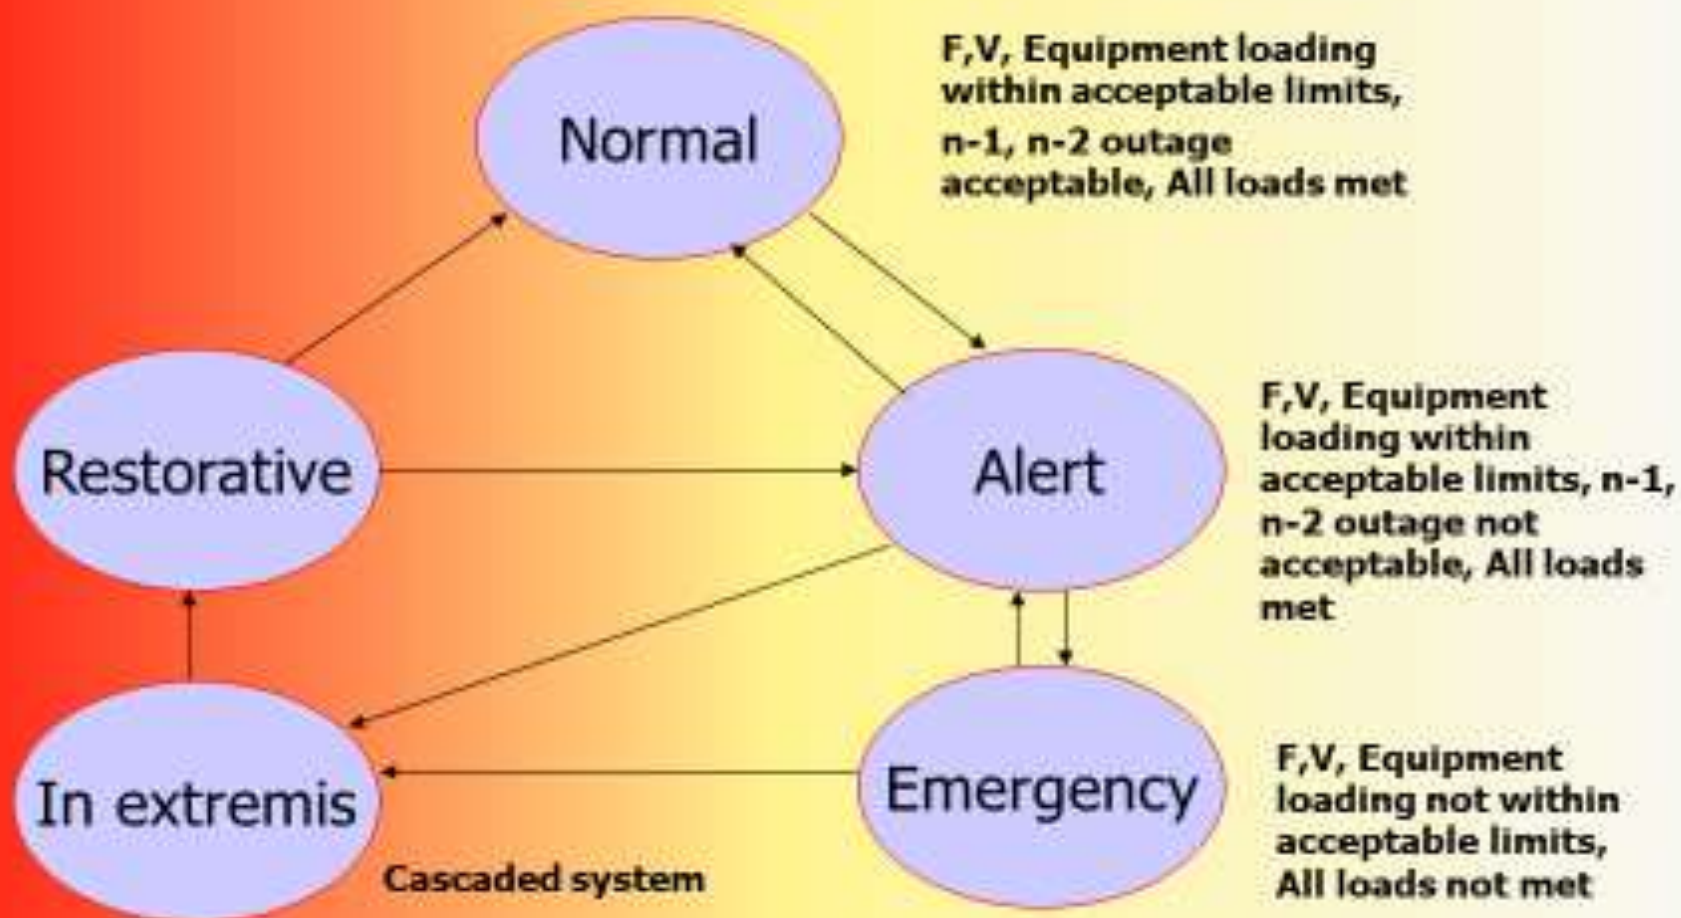 Normal
F,V, Equipment loading
within acceptable limits,
n-1, n-2 outage
acceptable, All loads met
Restorative
Alert
F,V, Equipment
loading within
acceptable limits, n-1,
n-2 outage not
acceptable, All loads
met
In extremis
Cascaded system
Emergency
F,V, Equipment
loading not within
acceptable limits,
All loads not met